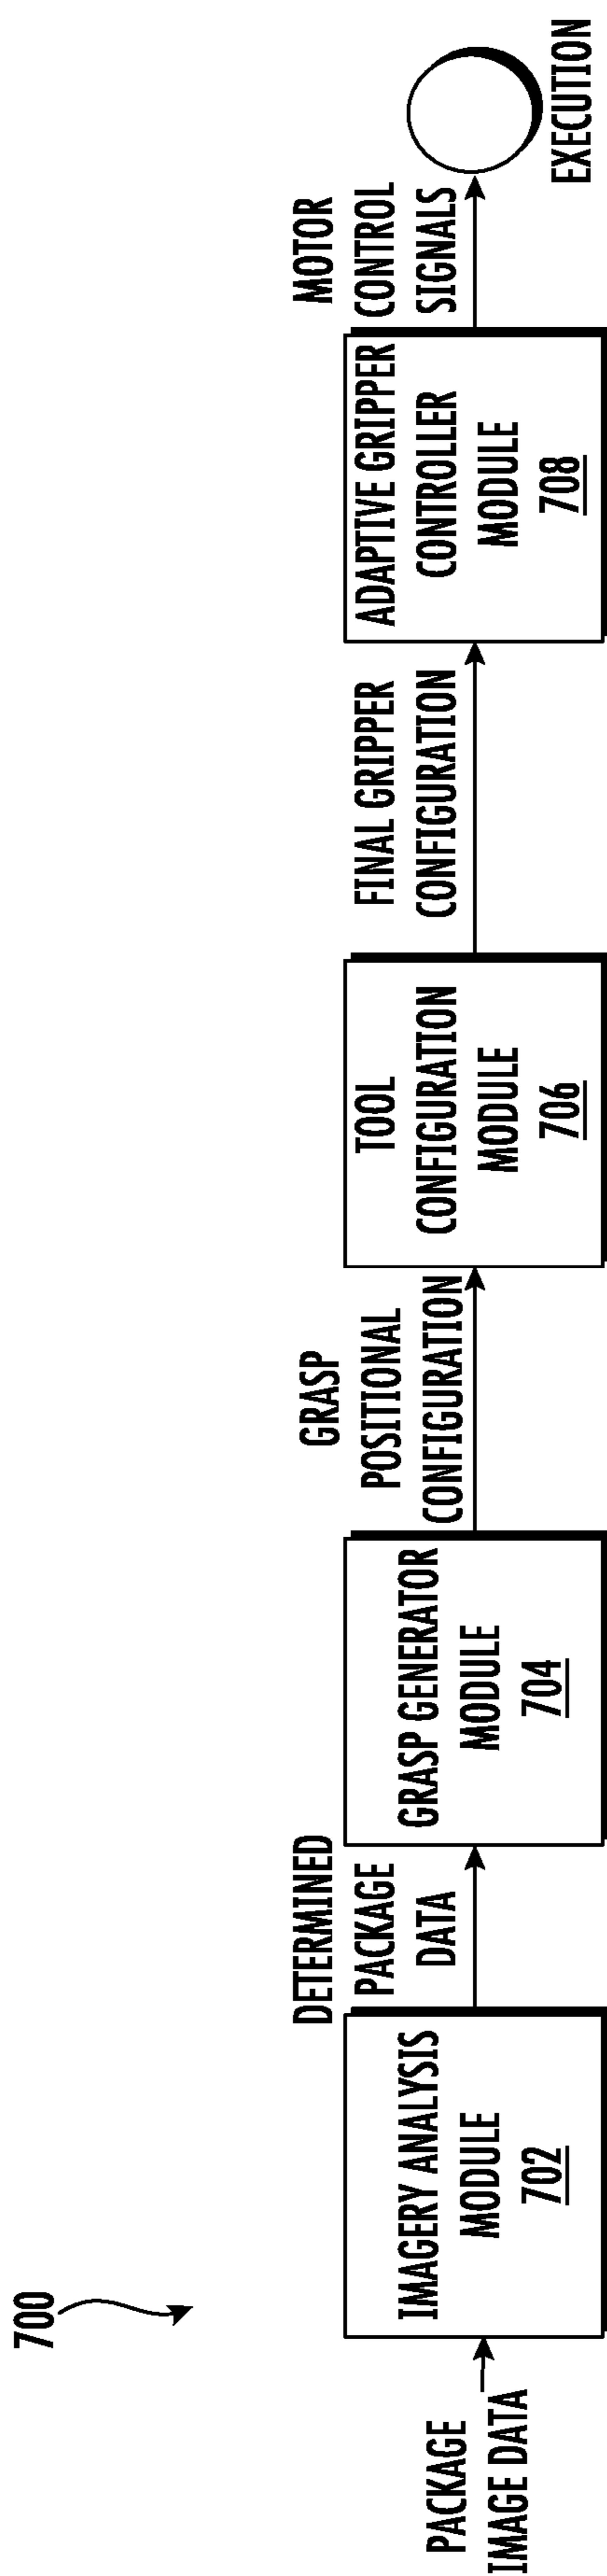 700
PACKAGE
IMAGE DATA
IMAGERY ANALYSIS
MODULE
702
DETERMINED
PACKAGE
DATA
GRASP GENERATOR
MODULE
704
GRASP
POSITIONAL
CONFIGURATION
TOOL
CONFIGURATION
MODULE
706
FINAL GRIPPER
CONFIGURATION
ADAPTIVE GRIPPER
CONTROLLER
MODULE
708
MOTOR
CONTROL
SIGNALS
EXECUTION